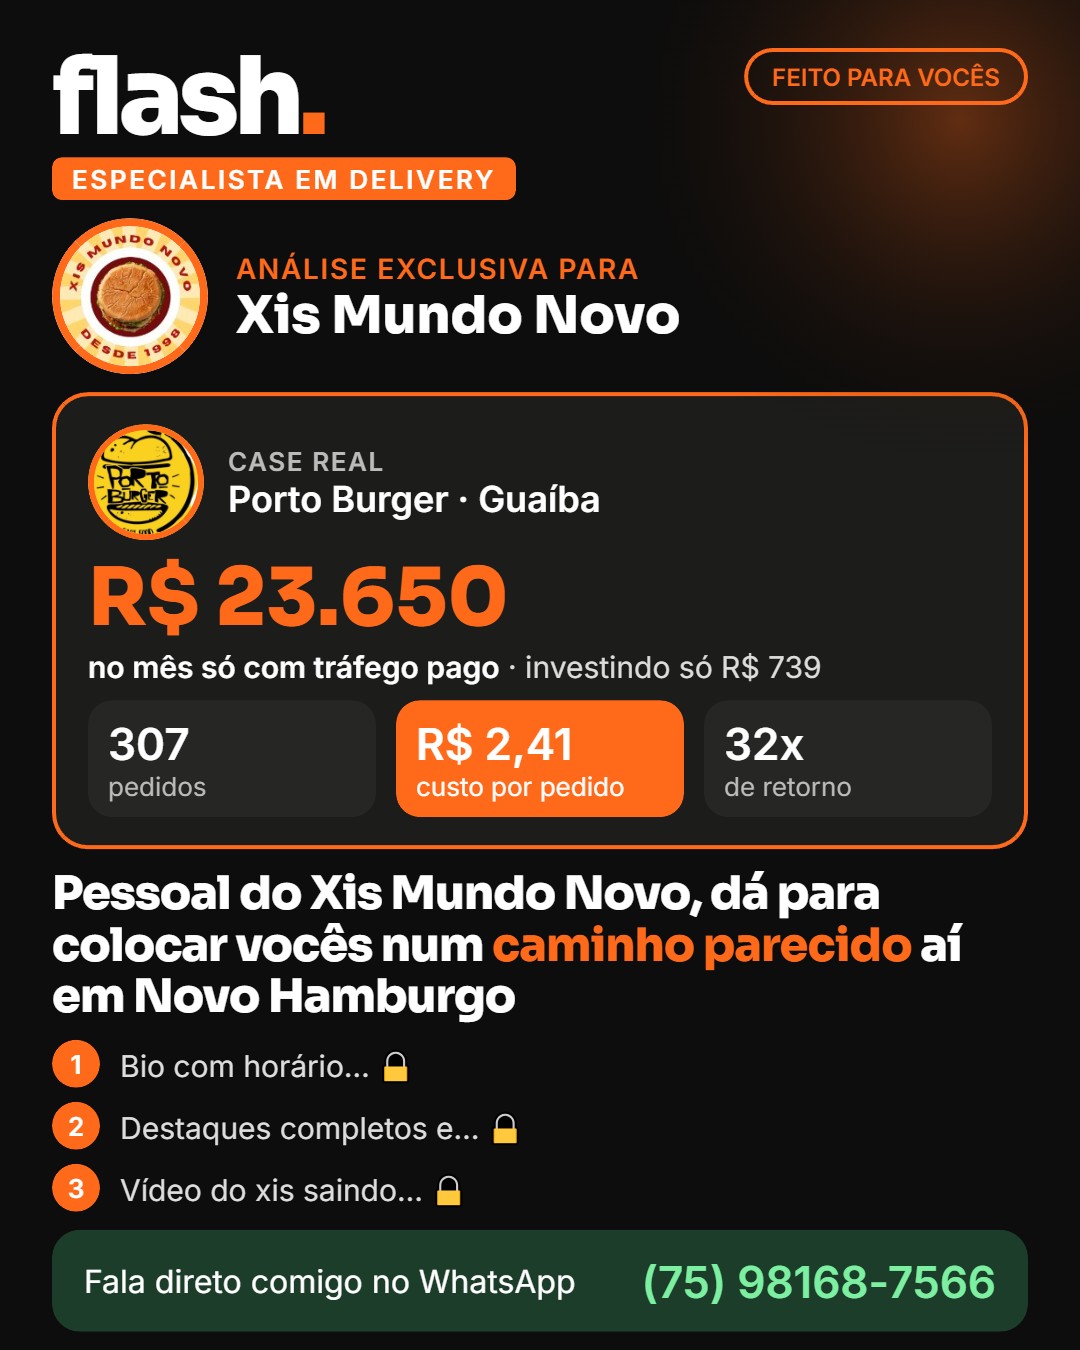 flash.
FEITO PARA VOCÊS
ESPECIALISTA EM DELIVERY
XIS MUNDO NOVO
DESDE 1998
ANÁLISE EXCLUSIVA PARA
Xis Mundo Novo
PORTO
BURGER
CASE REAL
Porto Burger · Guaíba
R$ 23.650
no mês só com tráfego pago · investindo só R$ 739
307
pedidos
R$ 2,41
custo por pedido
32x
de retorno
Pessoal do Xis Mundo Novo, dá para
colocar vocês num caminho parecido aí
em Novo Hamburgo
1 Bio com horário... 🔒
2 Destaques completos e... 🔒
3 Vídeo do xis saindo... 🔒
Fala direto comigo no WhatsApp (75) 98168-7566